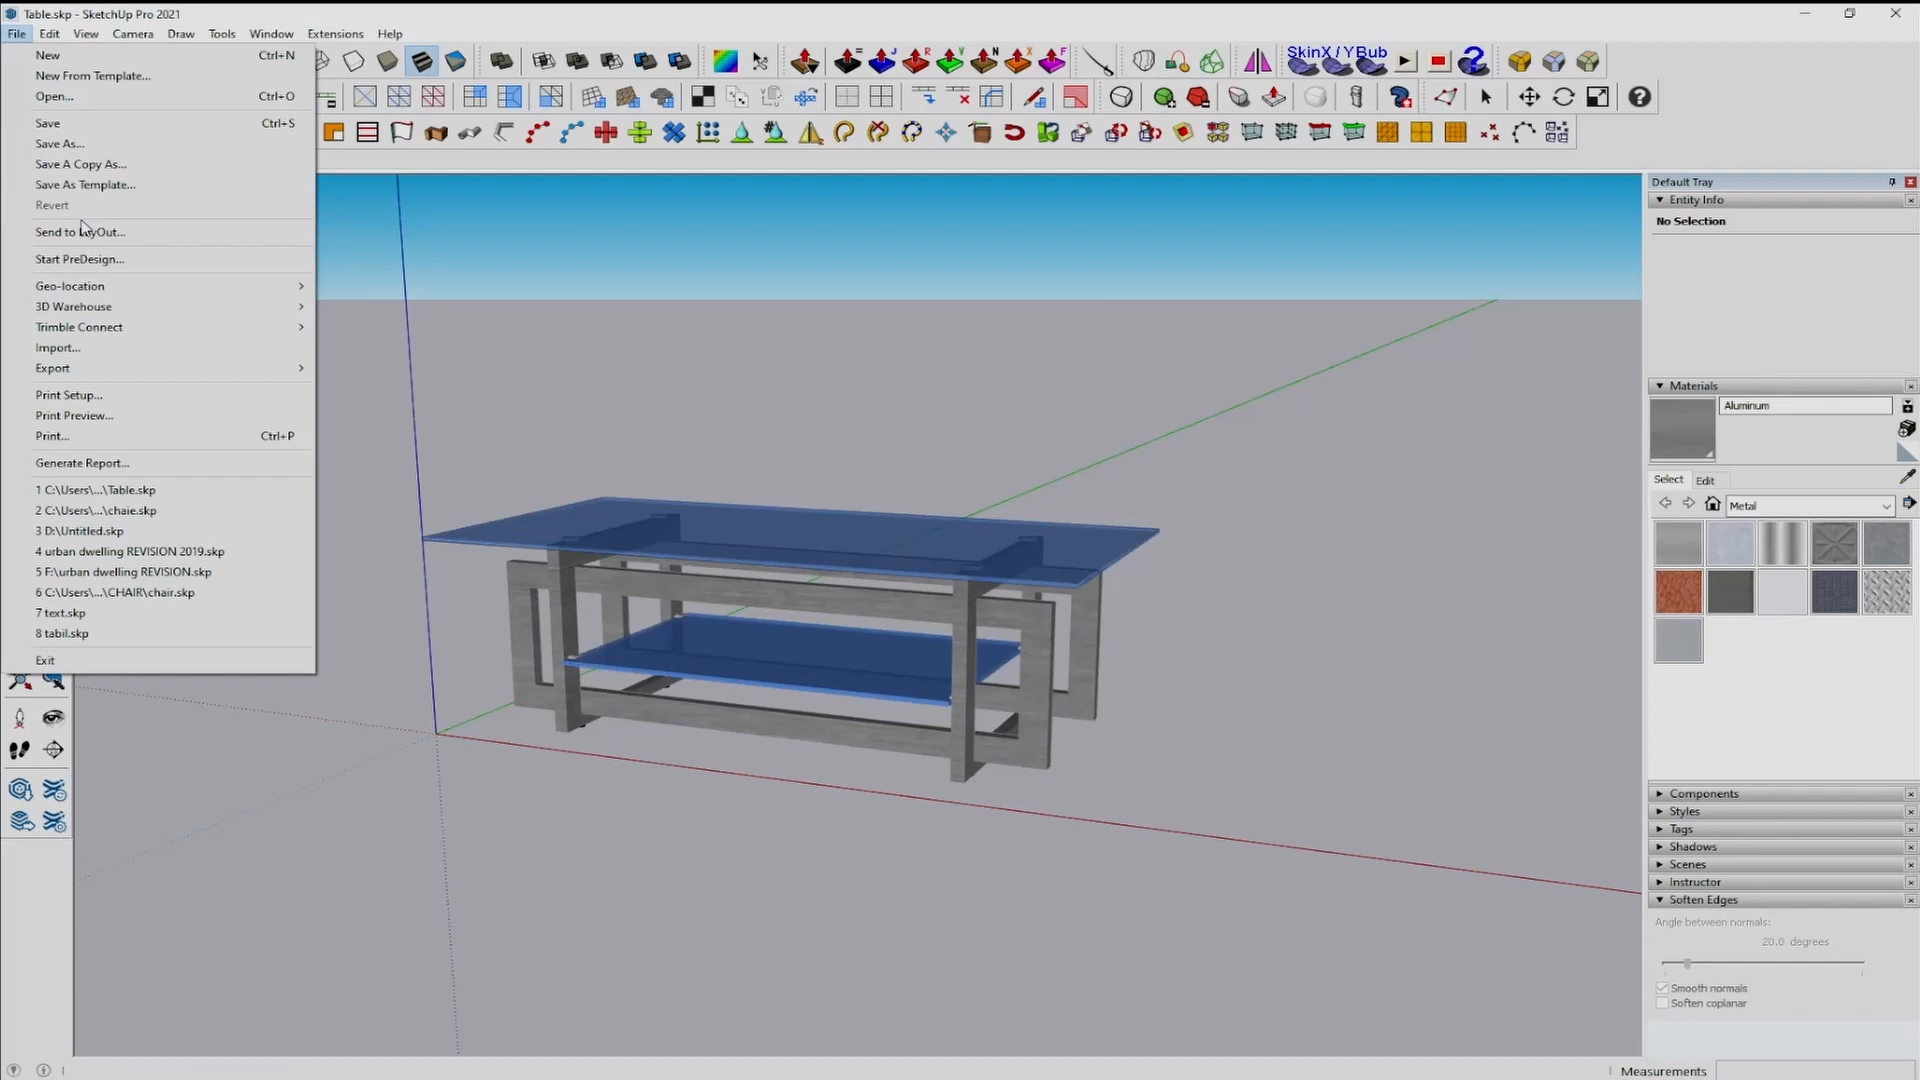 Table.skp - SketchUp Pro 2021
File Edit View Camera Draw Tools Window Extensions Help
New Ctrl+N
New From Template...
Open... Ctrl+O
Save Ctrl+S
Save As...
Save A Copy As...
Save As Template...
Revert
Send to LayOut...
Start PreDesign...
Geo-location
3D Warehouse
Trimble Connect
Import...
Export
Print Setup...
Print Preview...
Print... Ctrl+P
Generate Report...
1 C:\Users\...\Table.skp
2 C:\Users\...\chaie.skp
3 D:\Untitled.skp
4 urban dwelling REVISION 2019.skp
5 F:\urban dwelling REVISION.skp
6 C:\Users\...\CHAIR\chair.skp
7 text.skp
8 tabil.skp
Exit
= J R V N X F
SkinX / YBub
Default Tray
Entity Info
No Selection
Materials
Aluminum
Select Edit
Metal
Components
Styles
Tags
Shadows
Scenes
Instructor
Soften Edges
Angle between normals:
20.0 degrees
Smooth normals
Soften coplanar
Measurements